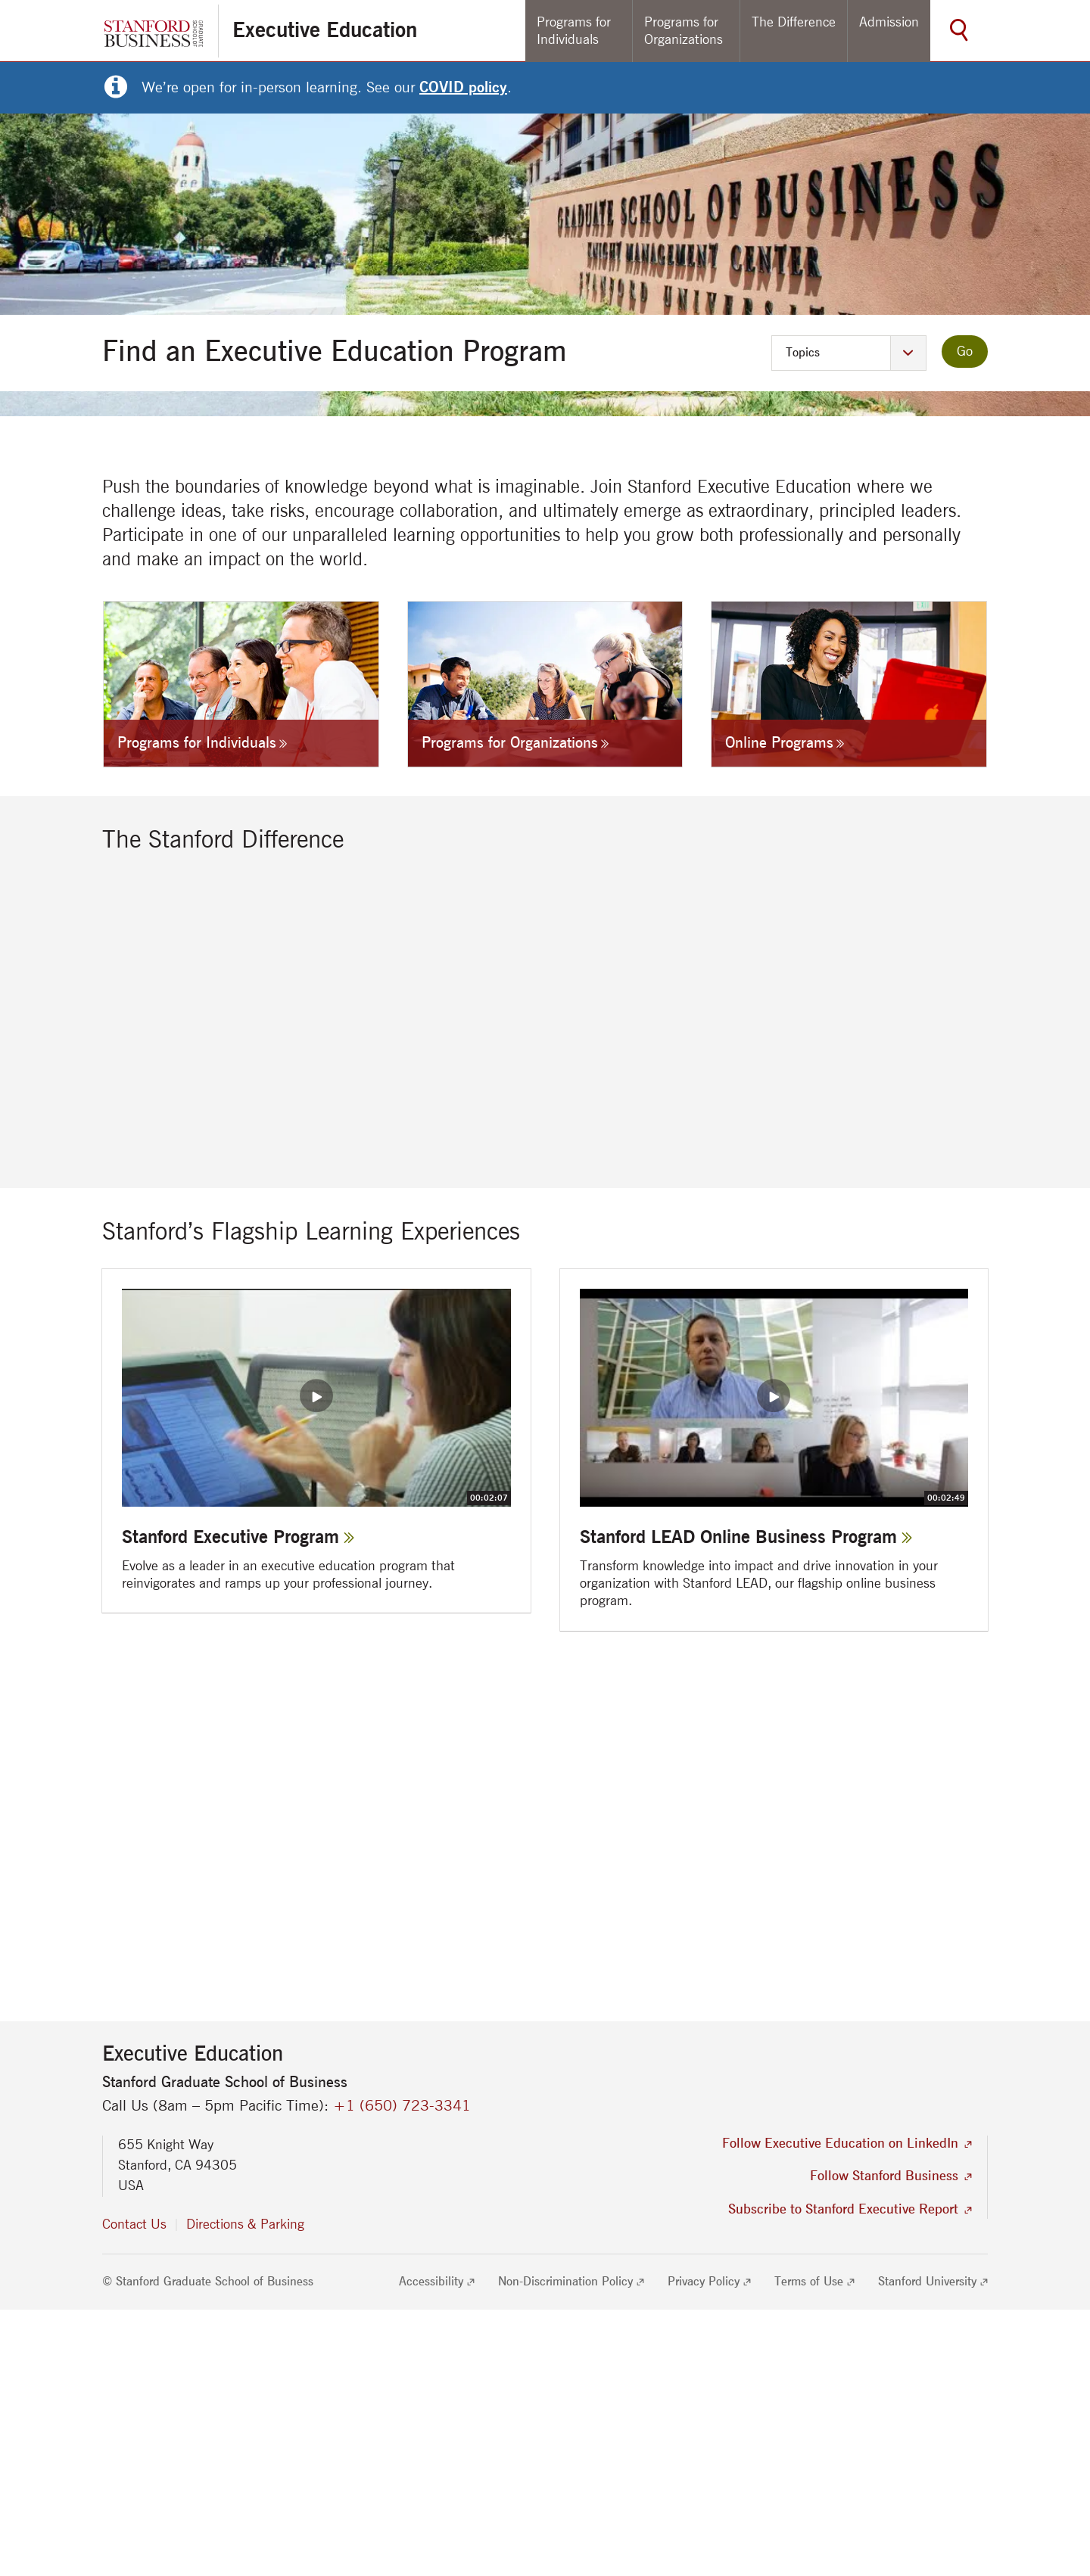 STANFORD
BUSINESS
GRADUATE
SCHOOL OF
Executive Education
Programs for
Individuals
Programs for
Organizations
The Difference
Admission
We're open for in-person learning. See our COVID policy.
GRADUATE SCHOOL OF BUSINESS
KNIGHT MANAGEMENT CENTER
STANFORD UNIVERSITY
Find an Executive Education Program
Topics
Go
Push the boundaries of knowledge beyond what is imaginable. Join Stanford Executive Education where we
challenge ideas, take risks, encourage collaboration, and ultimately emerge as extraordinary, principled leaders.
Participate in one of our unparalleled learning opportunities to help you grow both professionally and personally
and make an impact on the world.
Programs for Individuals
Programs for Organizations
Online Programs
The Stanford Difference
Stanford's Flagship Learning Experiences
00:02:07
00:02:49
Stanford Executive Program
Evolve as a leader in an executive education program that
reinvigorates and ramps up your professional journey.
Stanford LEAD Online Business Program
Transform knowledge into impact and drive innovation in your
organization with Stanford LEAD, our flagship online business
program.
Executive Education
Stanford Graduate School of Business
Call Us (8am – 5pm Pacific Time): +1 (650) 723-3341
655 Knight Way
Stanford, CA 94305
USA
Contact Us
Directions & Parking
Follow Executive Education on LinkedIn
Follow Stanford Business
Subscribe to Stanford Executive Report
© Stanford Graduate School of Business
Accessibility
Non-Discrimination Policy
Privacy Policy
Terms of Use
Stanford University